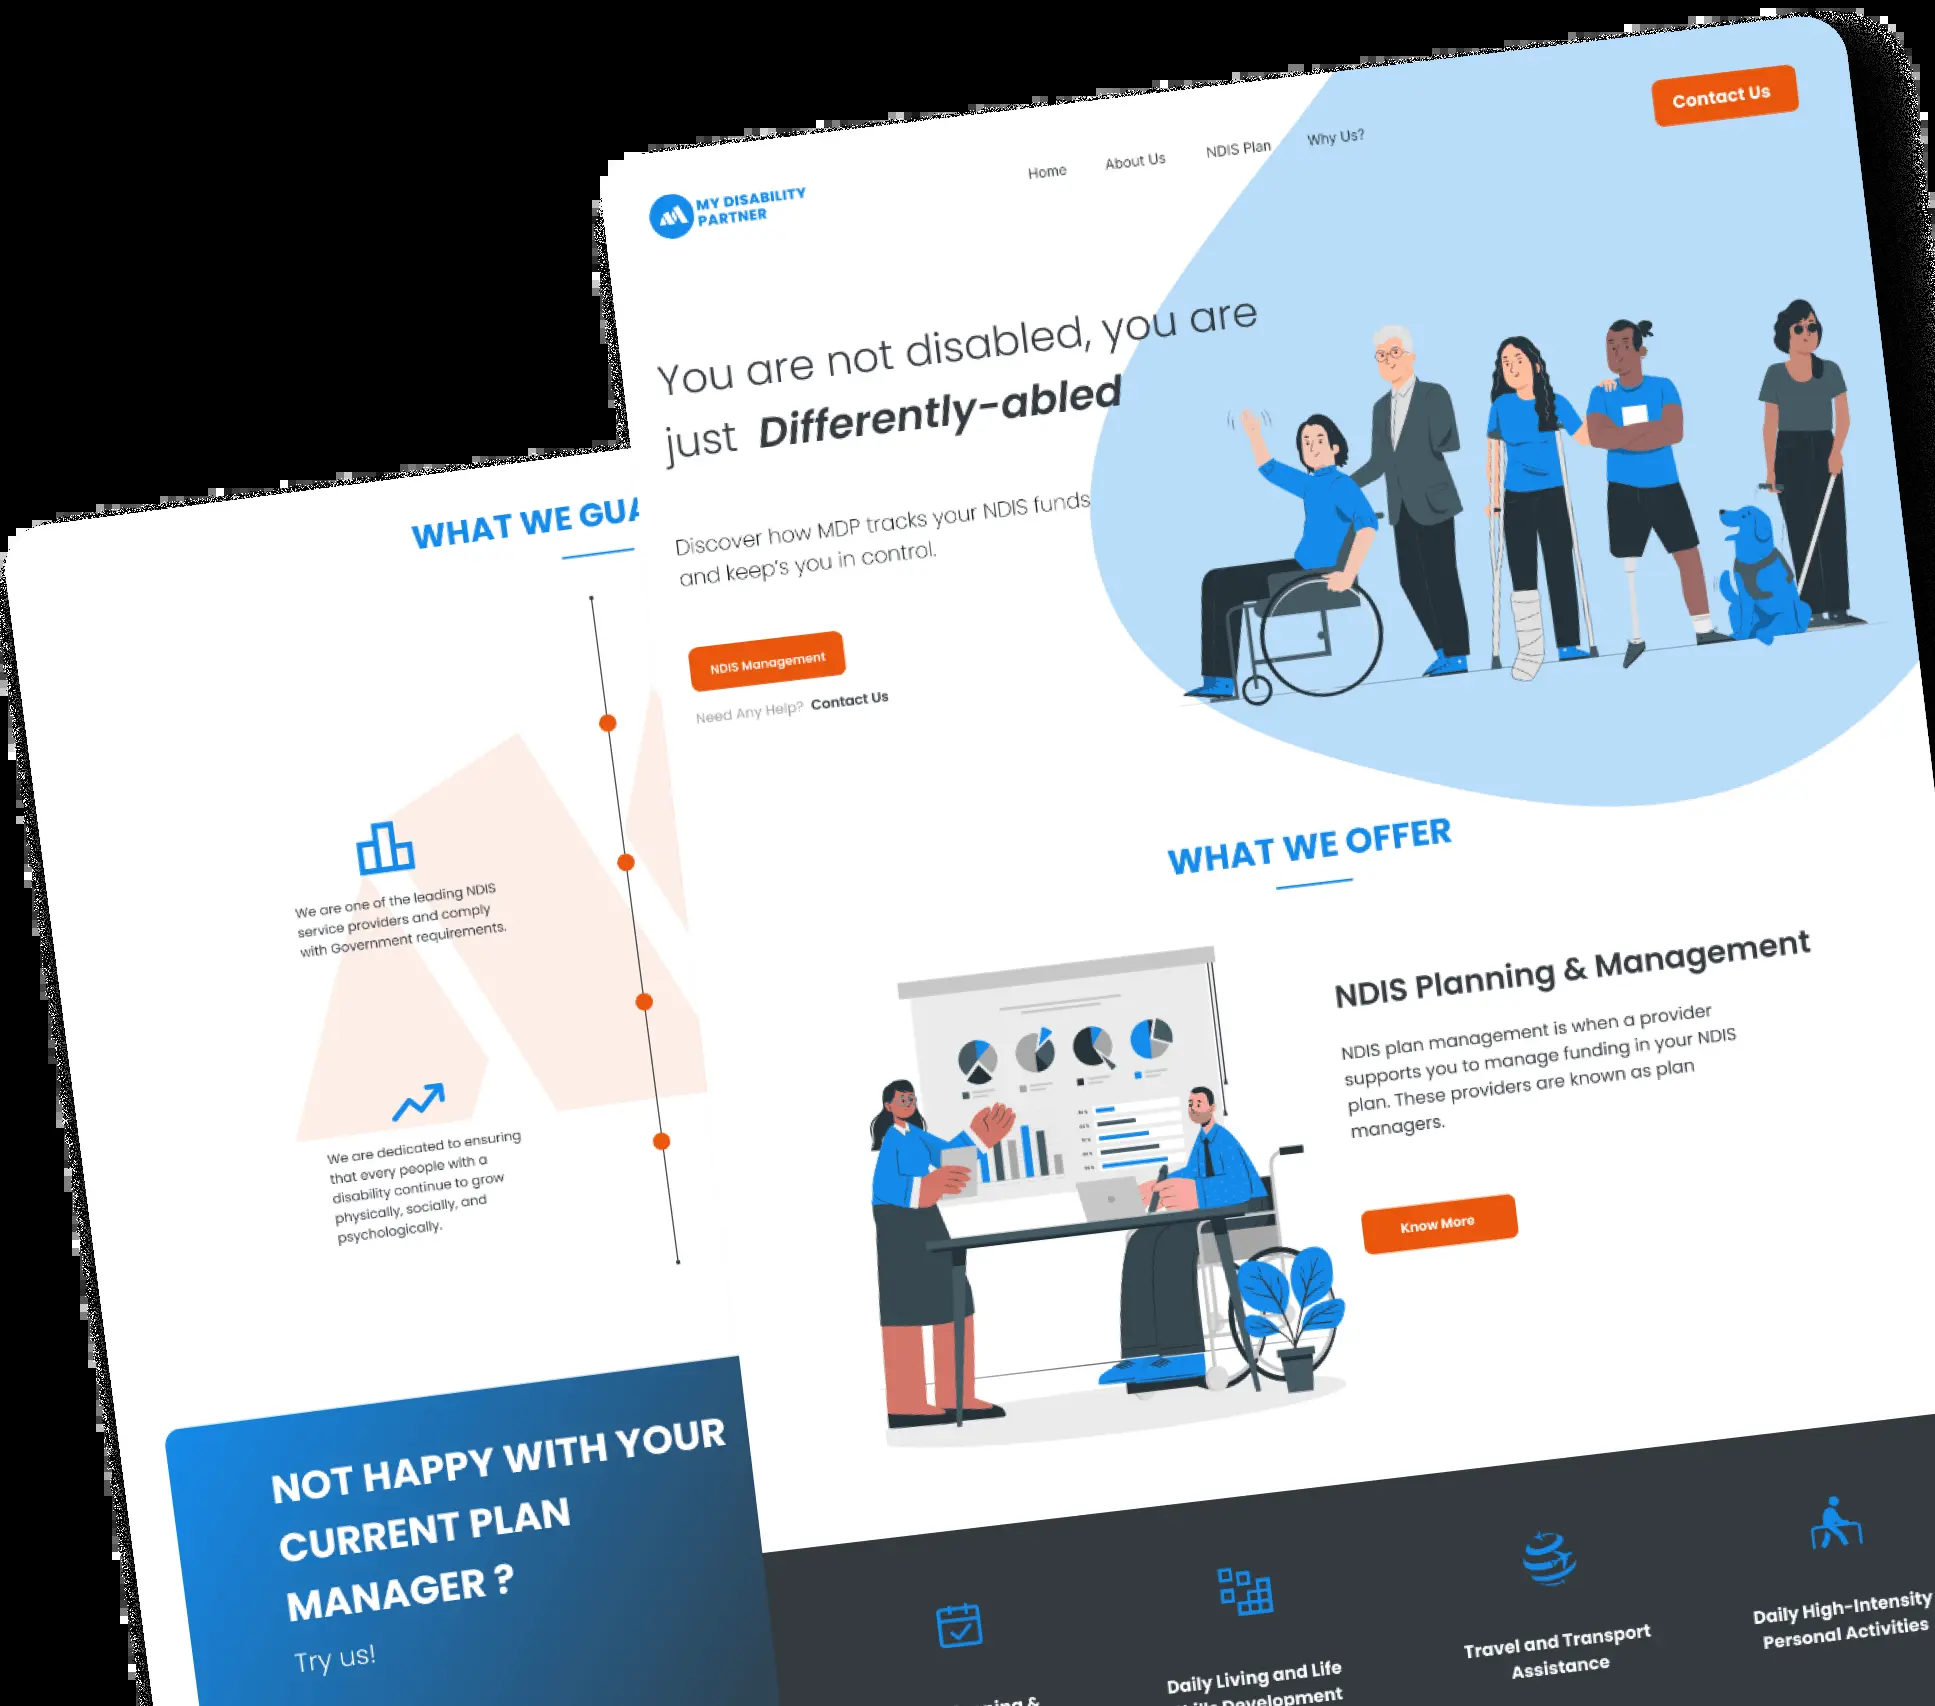 Contact Us
Home
About Us
NDIS Plan
Why Us?
MY DISABILITY
PARTNER
You are not disabled, you are
just Differently-abled
Discover how MDP tracks your NDIS funds
and keep's you in control.
NDIS Management
Need Any Help? Contact Us
WHAT WE OFFER
NDIS Planning & Management
NDIS plan management is when a provider
supports you to manage funding in your NDIS
plan. These providers are known as plan
managers.
Know More
Daily Living and Life
Development
Travel and Transport
Assistance
Daily High-Intensity
Personal Activities
WHAT WE
We are one of the leading NDIS
service providers and comply
with Government requirements.
We are dedicated to ensuring
that every people with a
disability continue to grow
physically, socially, and
psychologically.
NOT HAPPY WITH YOUR
CURRENT PLAN
MANAGER ?
Try us!